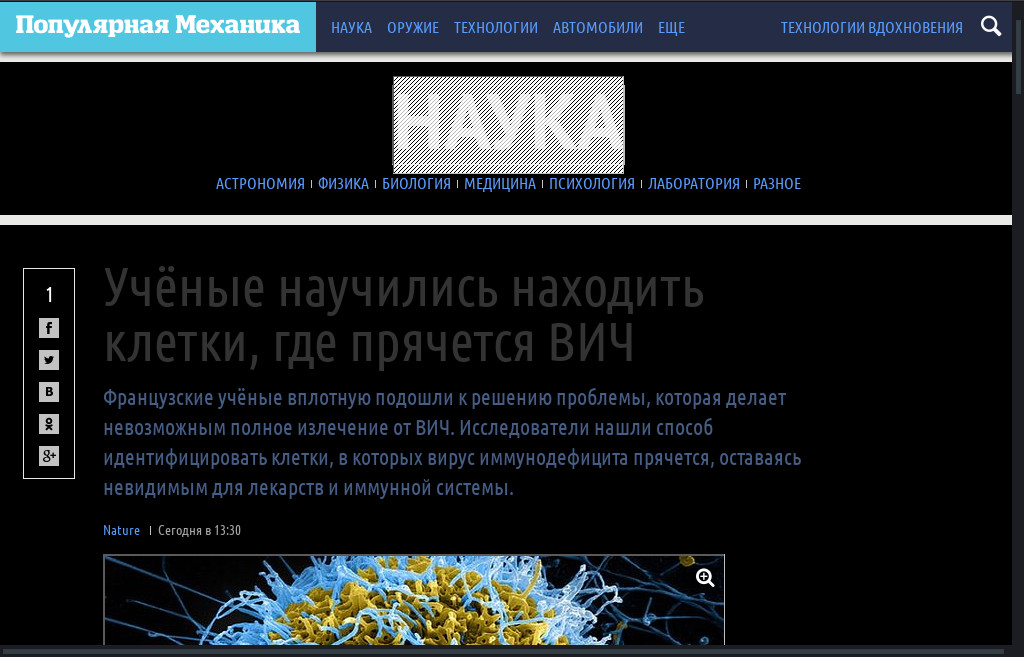 Популярная Механика НАУКА ОРУЖИЕ ТЕХНОЛОГИИ АВТОМОБИЛИ ЕЩЕ ТЕХНОЛОГИИ ВДОХНОВЕНИЯ
НАУКА
АСТРОНОМИЯ ФИЗИКА БИОЛОГИЯ МЕДИЦИНА ПСИХОЛОГИЯ ЛАБОРАТОРИЯ РАЗНОЕ
1
Учёные научились находить
клетки, где прячется ВИЧ
Французские учёные вплотную подошли к решению проблемы, которая делает
невозможным полное излечение от ВИЧ. Исследователи нашли способ
идентифицировать клетки, в которых вирус иммунодефицита прячется, оставаясь
невидимым для лекарств и иммунной системы.
Nature Сегодня в 13:30